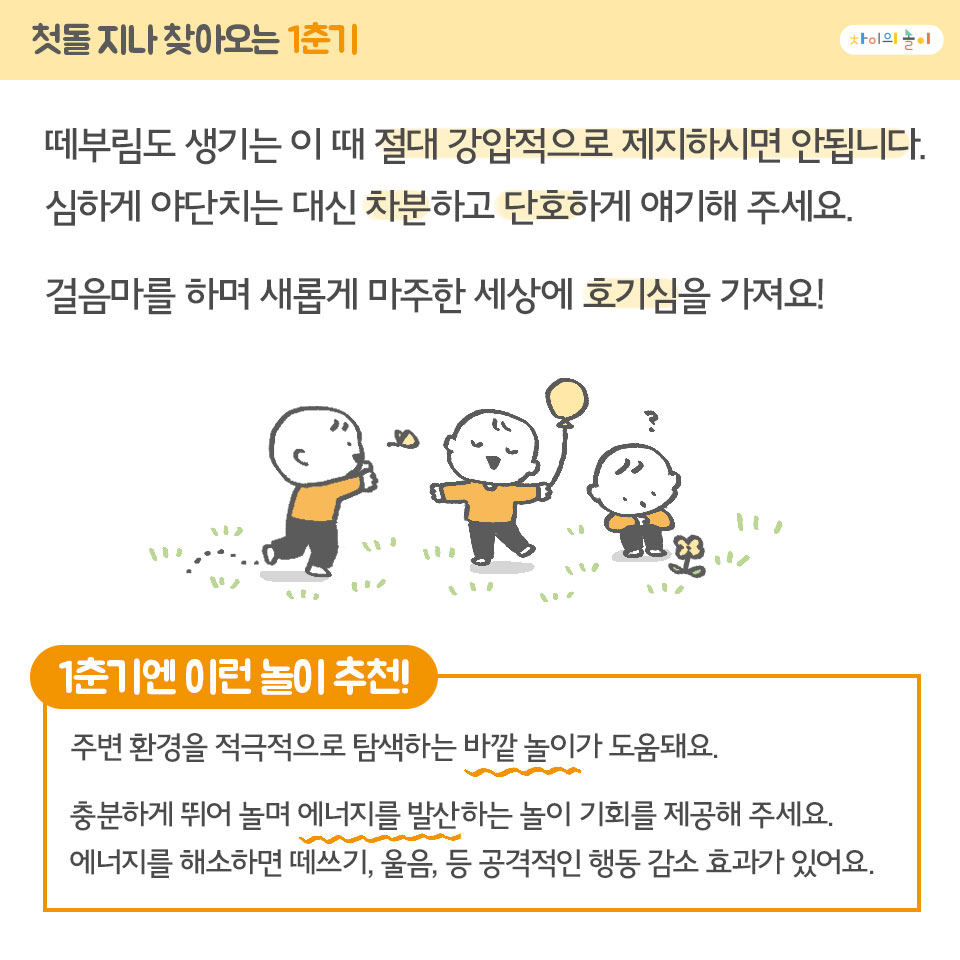 첫돌 지나 찾아오는 1춘기
차이의 놀이
떼부림도 생기는 이 때 절대 강압적으로 제지하시면 안됩니다.
심하게 야단치는 대신 차분하고 단호하게 얘기해 주세요.
걸음마를 하며 새롭게 마주한 세상에 호기심을 가져요!
?
1춘기엔 이런 놀이 추천!
주변 환경을 적극적으로 탐색하는 바깥 놀이가 도움돼요.
충분하게 뛰어 놀며 에너지를 발산하는 놀이 기회를 제공해 주세요.
에너지를 해소하면 떼쓰기, 울음, 등 공격적인 행동 감소 효과가 있어요.